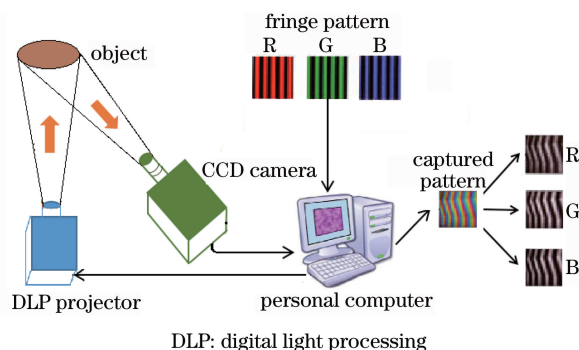 fringe pattern
R G B
object
CCD camera
captured
pattern
R
G
B
DLP projector
personal computer
DLP: digital light processing